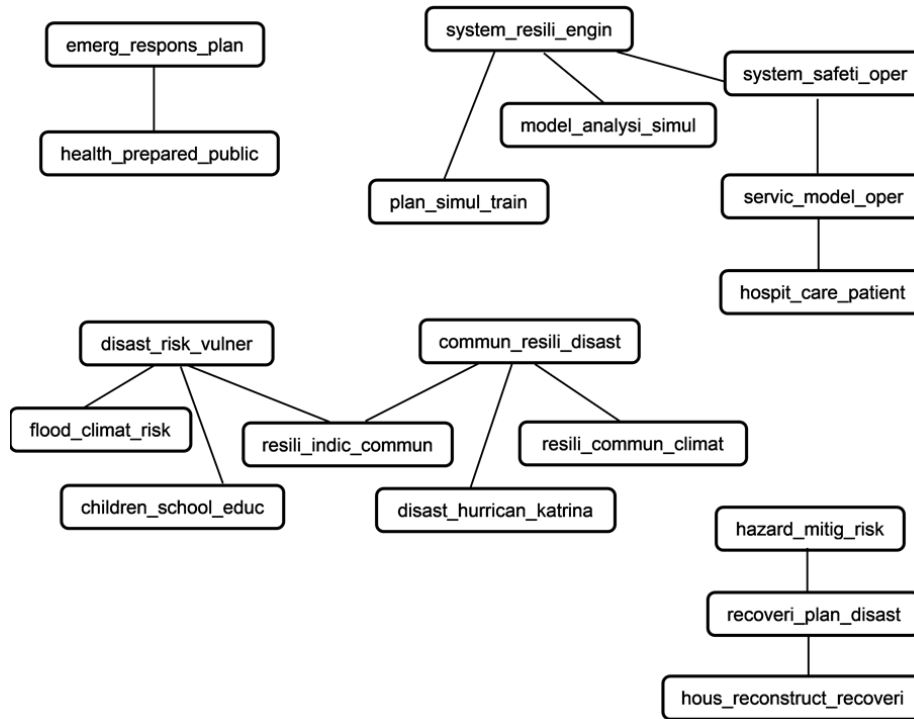 emerg_respons_plan
system_resili_engin
system_safeti_oper
model_analysi_simul
health_prepared_public
plan_simul_train
servic_model_oper
hospit_care_patient
disast_risk_vulner
commun_resili_disast
flood_climat_risk
resili_indic_commun
resili_commun_climat
children_school_educ
disast_hurrican_katrina
hazard_mitig_risk
recoveri_plan_disast
hous_reconstruct_recoveri